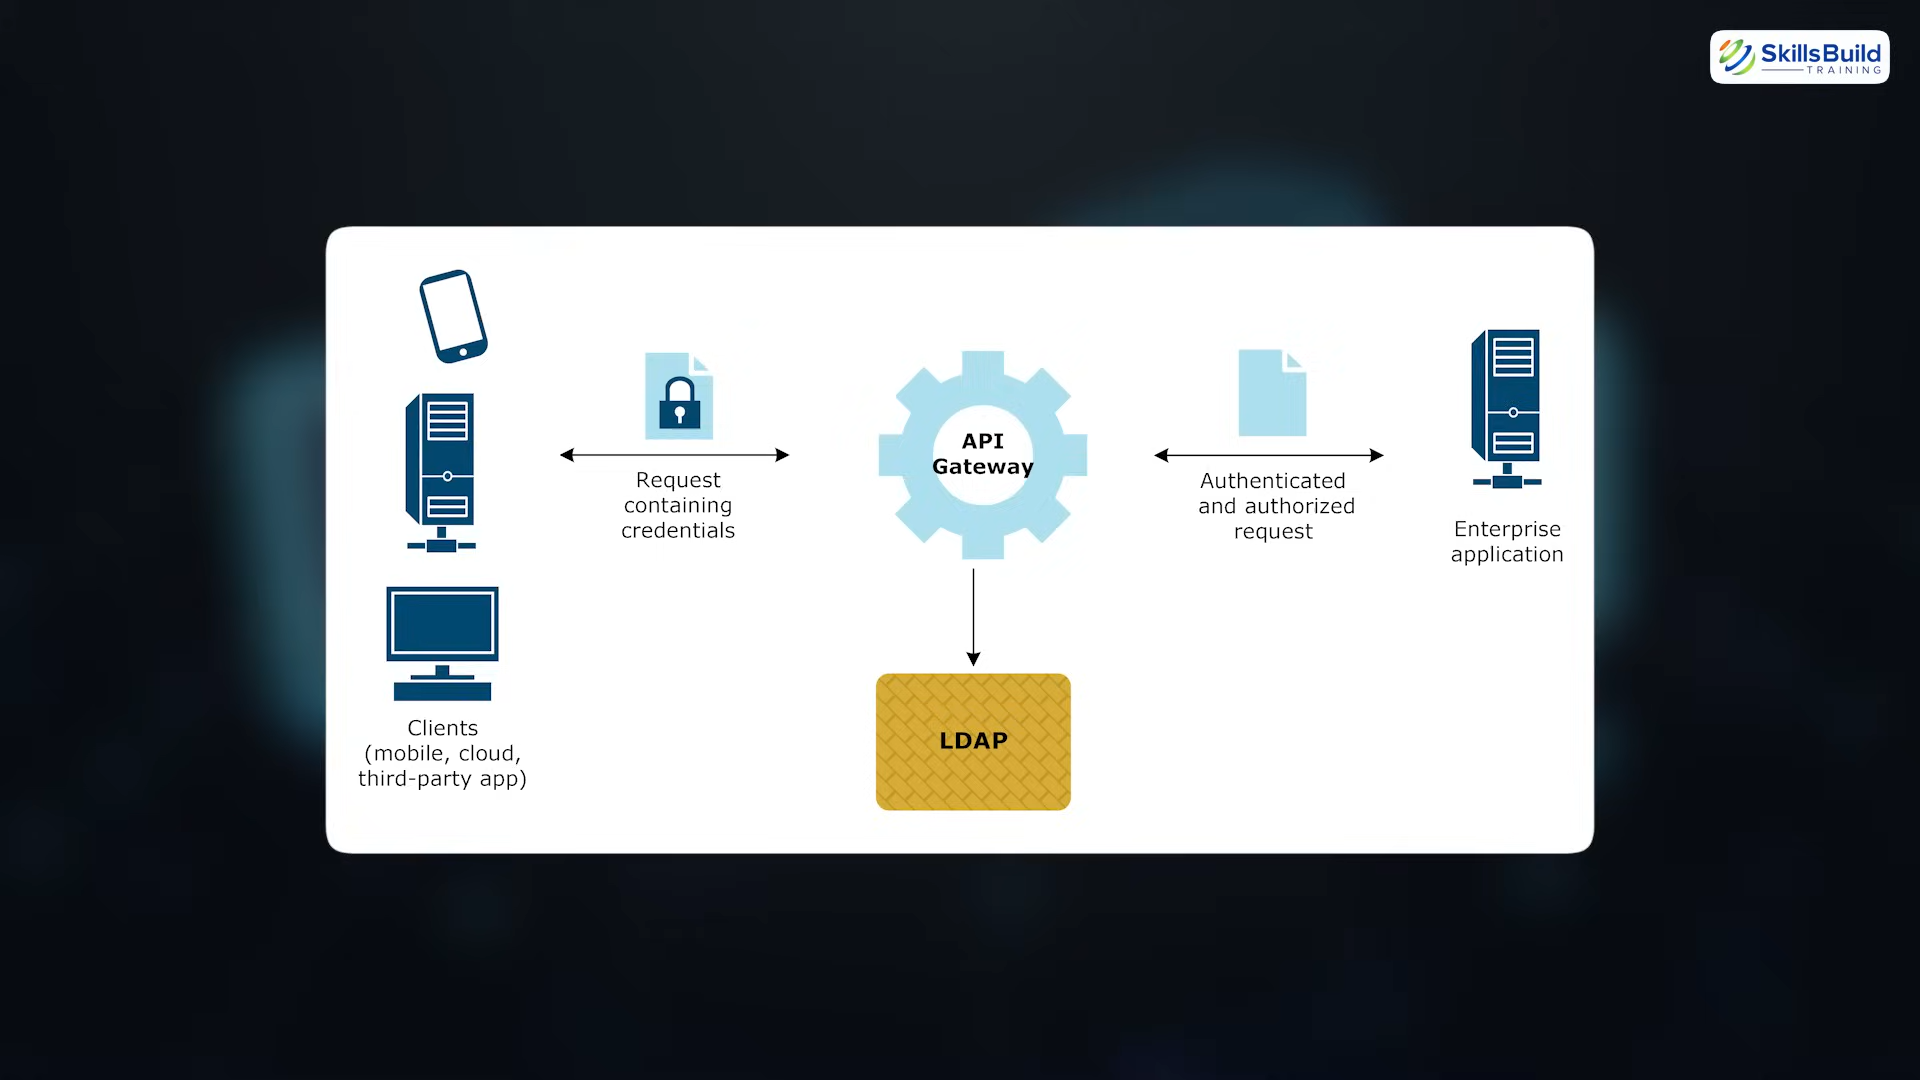 SkillsBuild
TRAINING
API
Gateway
Request
containing
credentials
Authenticated
and authorized
request
Enterprise
application
LDAP
Clients
(mobile, cloud,
third-party app)